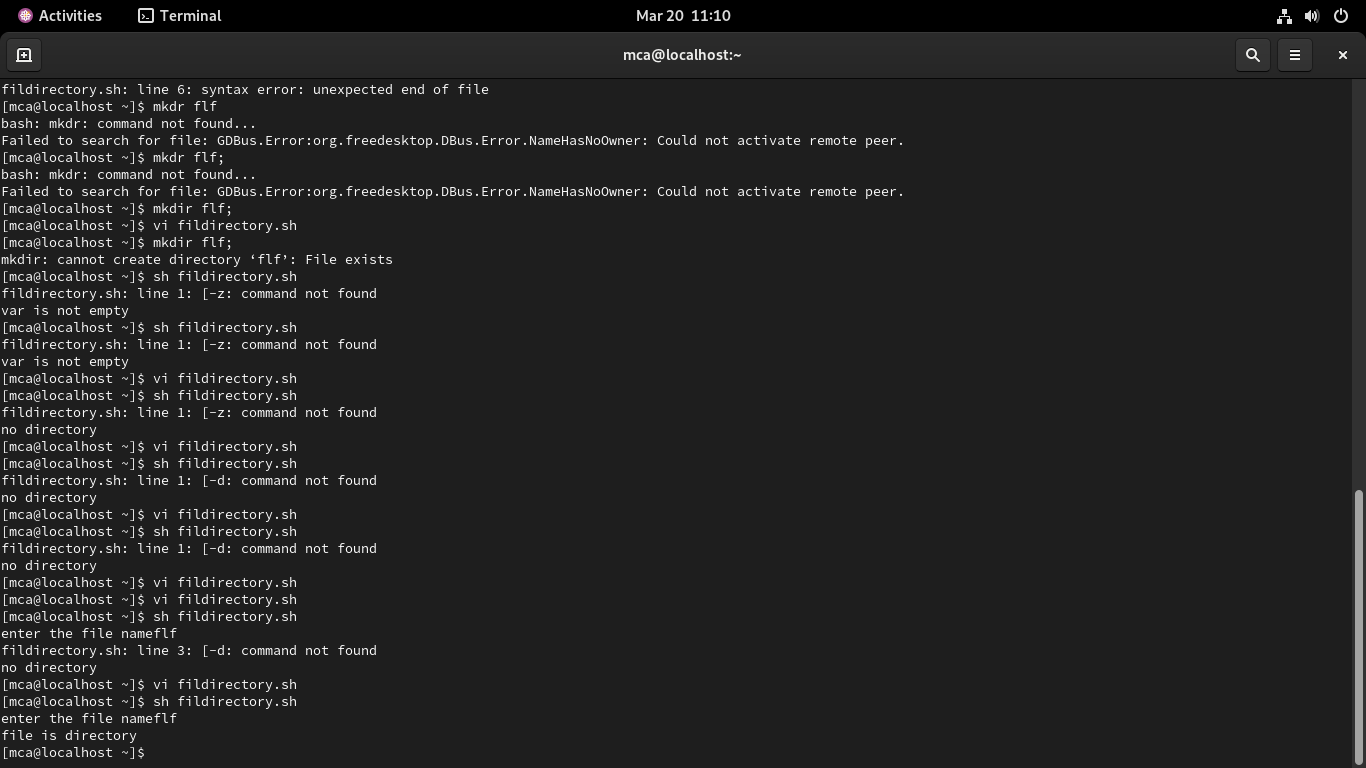 Activities
Terminal
Mar 20 11:10
mca@localhost:~
fildirectory.sh: line 6: syntax error: unexpected end of file
[mca@localhost ~]$ mkdr flf
bash: mkdr: command not found...
Failed to search for file: GDBus.Error:org.freedesktop.DBus.Error.NameHasNoOwner: Could not activate remote peer.
[mca@localhost ~]$ mkdr flf;
bash: mkdr: command not found...
Failed to search for file: GDBus.Error:org.freedesktop.DBus.Error.NameHasNoOwner: Could not activate remote peer.
[mca@localhost ~]$ mkdir flf;
[mca@localhost ~]$ vi fildirectory.sh
[mca@localhost ~]$ mkdir flf;
mkdir: cannot create directory ‘flf’: File exists
[mca@localhost ~]$ sh fildirectory.sh
fildirectory.sh: line 1: [-z: command not found
var is not empty
[mca@localhost ~]$ sh fildirectory.sh
fildirectory.sh: line 1: [-z: command not found
var is not empty
[mca@localhost ~]$ vi fildirectory.sh
[mca@localhost ~]$ sh fildirectory.sh
fildirectory.sh: line 1: [-z: command not found
no directory
[mca@localhost ~]$ vi fildirectory.sh
[mca@localhost ~]$ sh fildirectory.sh
fildirectory.sh: line 1: [-d: command not found
no directory
[mca@localhost ~]$ vi fildirectory.sh
[mca@localhost ~]$ sh fildirectory.sh
fildirectory.sh: line 1: [-d: command not found
no directory
[mca@localhost ~]$ vi fildirectory.sh
[mca@localhost ~]$ vi fildirectory.sh
[mca@localhost ~]$ sh fildirectory.sh
enter the file nameflf
fildirectory.sh: line 3: [-d: command not found
no directory
[mca@localhost ~]$ vi fildirectory.sh
[mca@localhost ~]$ sh fildirectory.sh
enter the file nameflf
file is directory
[mca@localhost ~]$